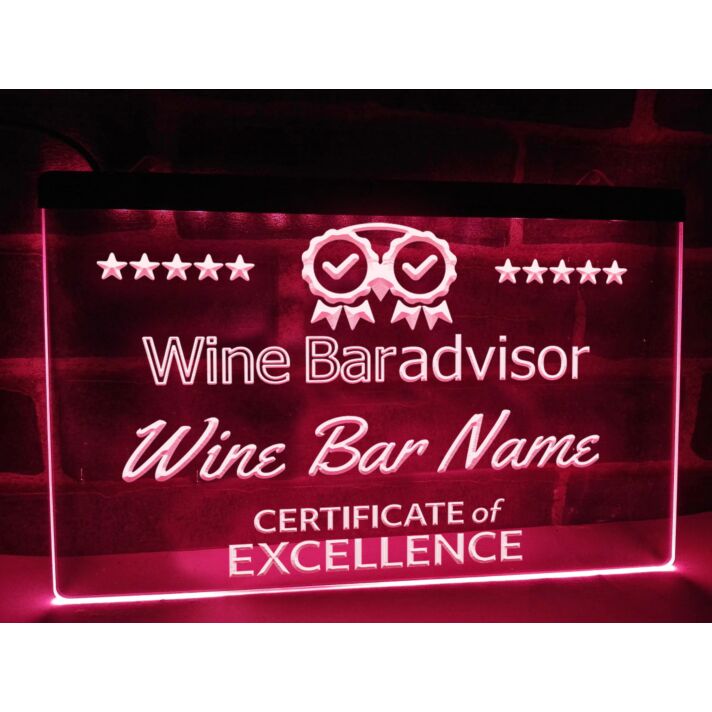 Wine Baradvisor
Wine Bar Name
CERTIFICATE of
EXCELLENCE